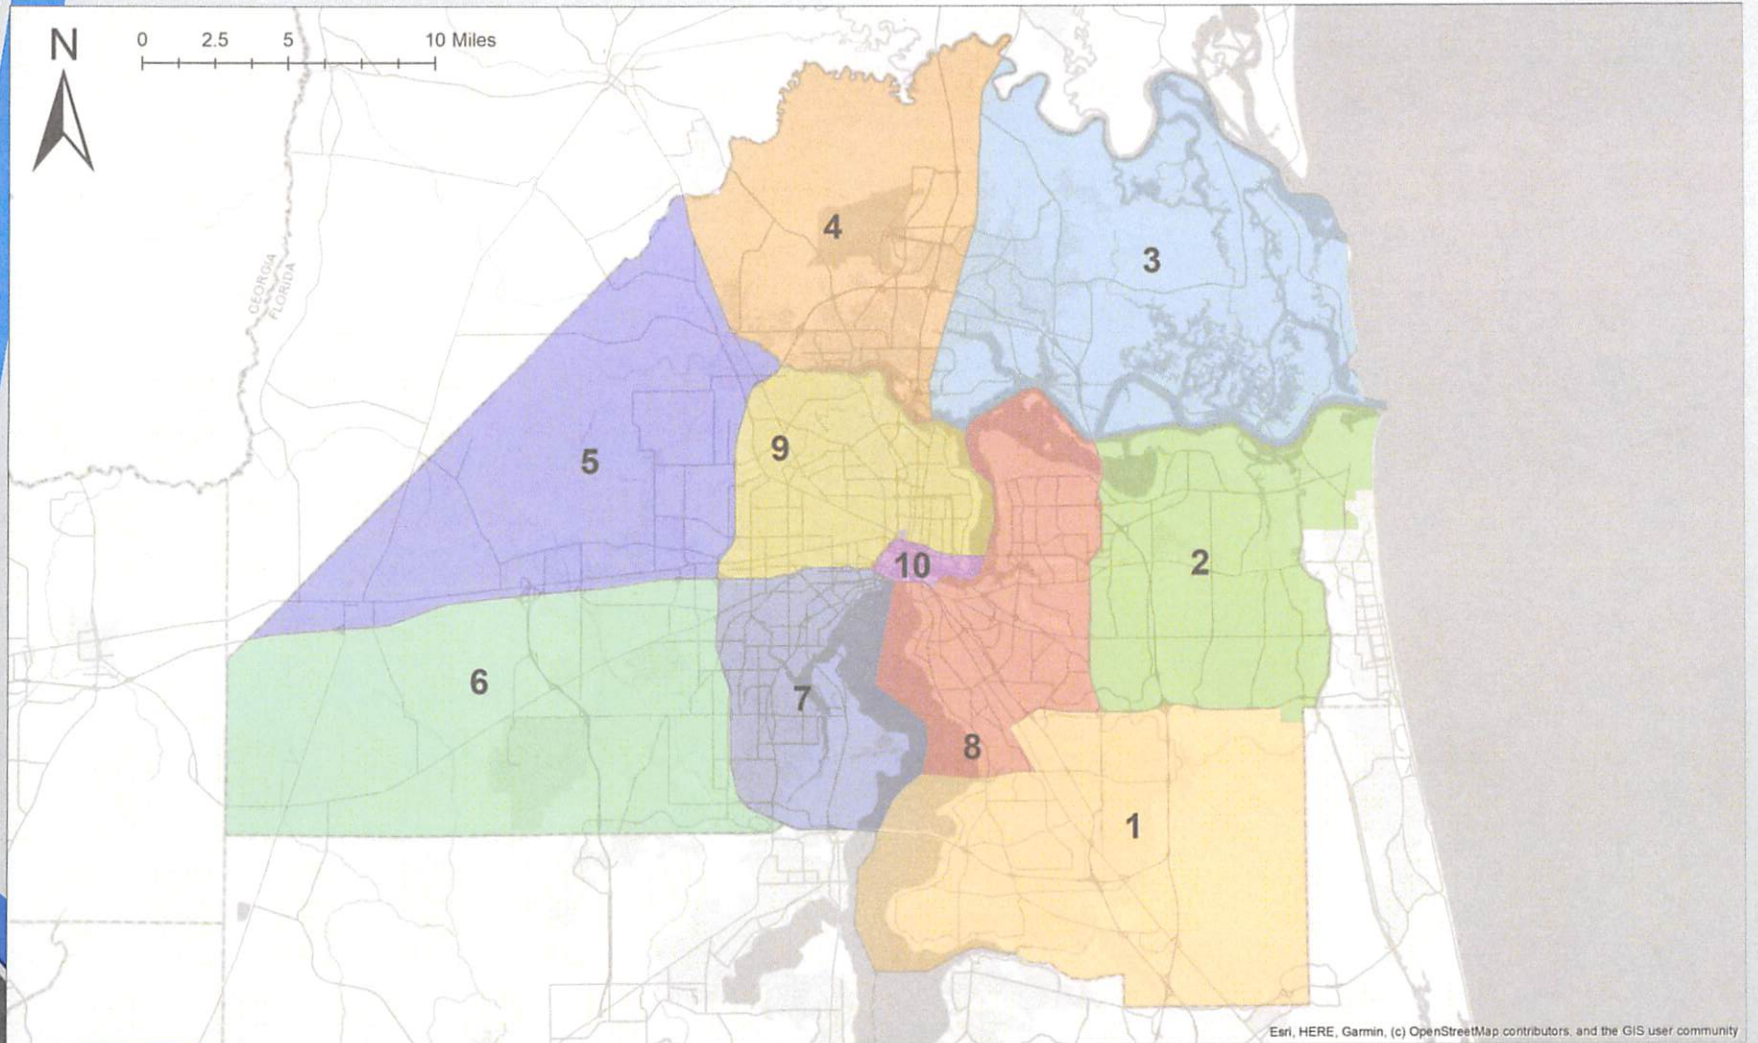 N
0 2.5 5 10 Miles
GEORGIA
FLORIDA
4
3
5
9
10
2
6
7
8
1
Esri, HERE, Garmin, (c) OpenStreetMap contributors, and the GIS user community